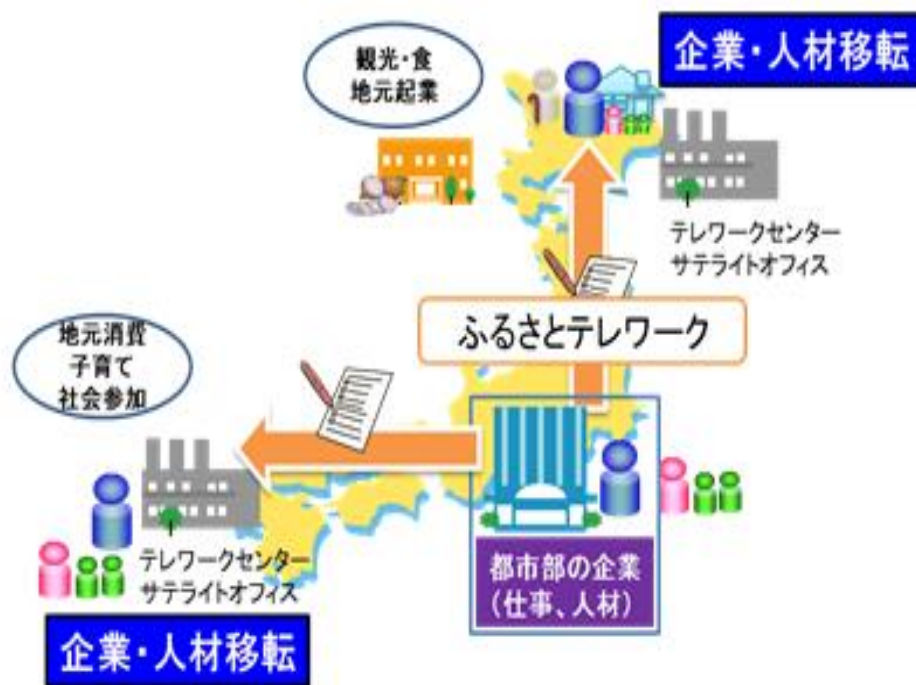 企業・人材移転
観光・食
地元起業
テレワークセンター
サテライトオフィス
ふるさとテレワーク
地元消費
子育て
社会参加
テレワークセンター
サテライトオフィス
都市部の企業
（仕事、人材）
企業・人材移転